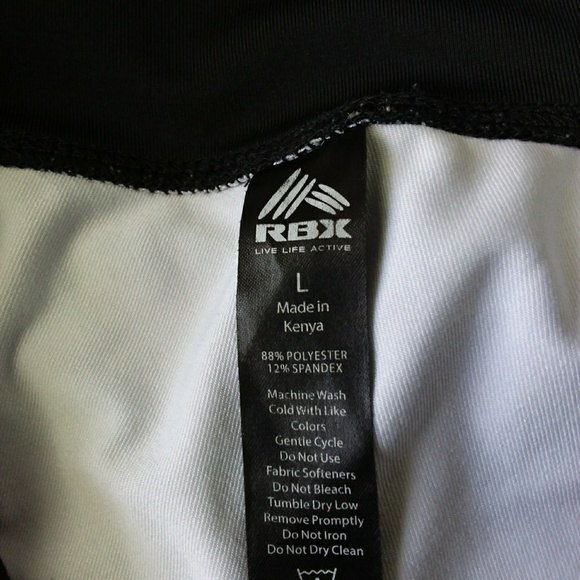 RBX
LIVE LIFE ACTIVE
L
Made in
Kenya
88% POLYESTER
12% SPANDEX
Machine Wash
Cold With Like
Colors
Gentle Cycle
Do Not Use
Fabric Softeners
Do Not Bleach
Tumble Dry Low
Remove Promptly
Do Not Iron
Do Not Dry Clean